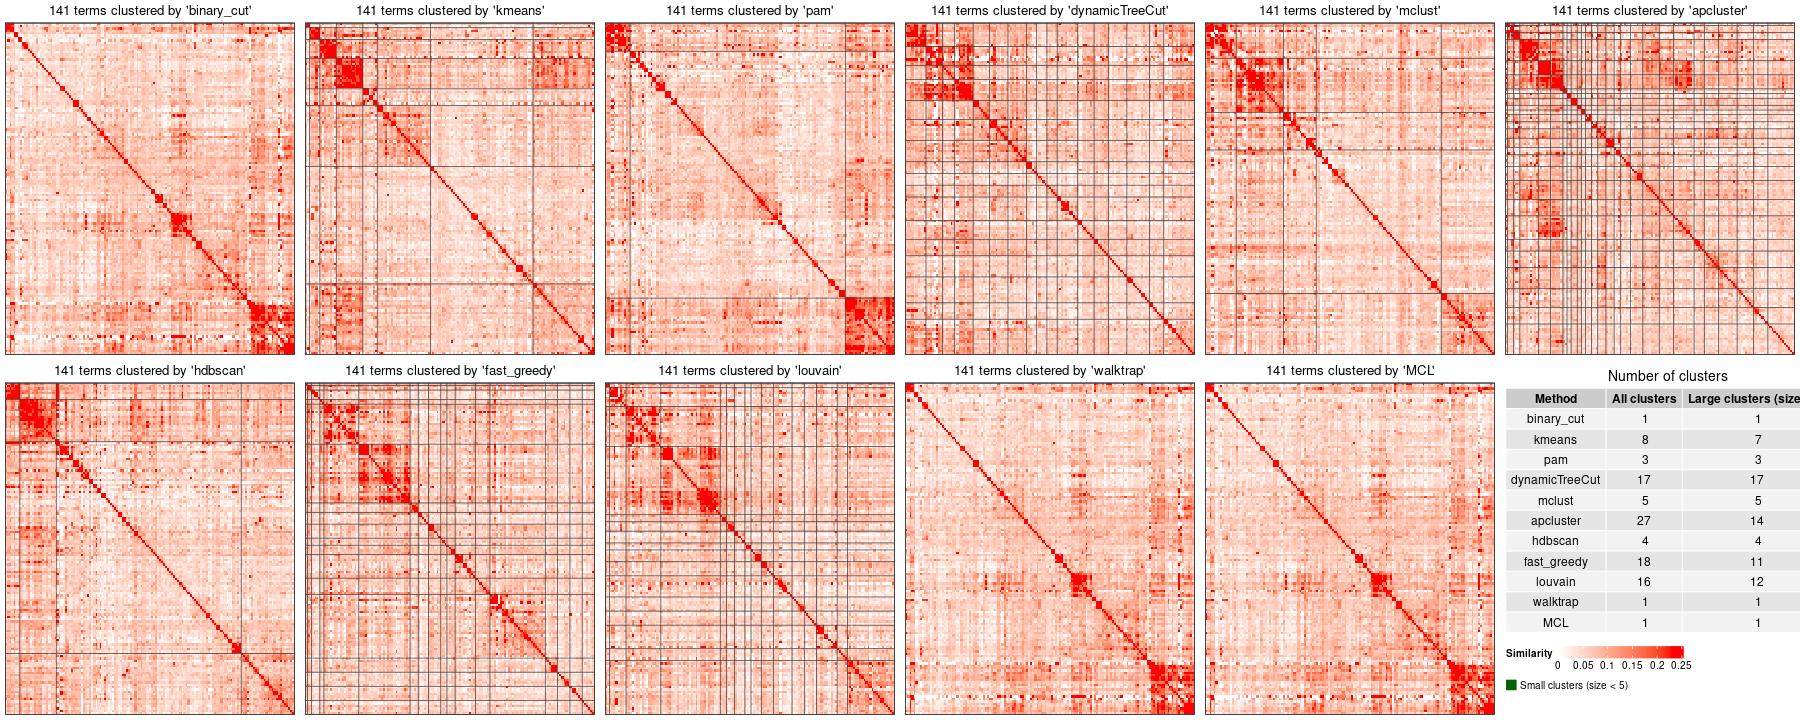 141 terms clustered by 'binary_cut'
141 terms clustered by 'kmeans'
141 terms clustered by 'pam'
141 terms clustered by 'dynamicTreeCut'
141 terms clustered by 'mclust'
141 terms clustered by 'apcluster'
141 terms clustered by 'hdbscan'
141 terms clustered by 'fast_greedy'
141 terms clustered by 'louvain'
141 terms clustered by 'walktrap'
141 terms clustered by 'MCL'
Number of clusters
Method All clusters Large clusters (size
binary_cut 1 1
kmeans 8 7
pam 3 3
dynamicTreeCut 17 17
mclust 5 5
apcluster 27 14
hdbscan 4 4
fast_greedy 18 11
louvain 16 12
walktrap 1 1
MCL 1 1
Similarity
0 0.05 0.1 0.15 0.2 0.25
Small clusters (size < 5)